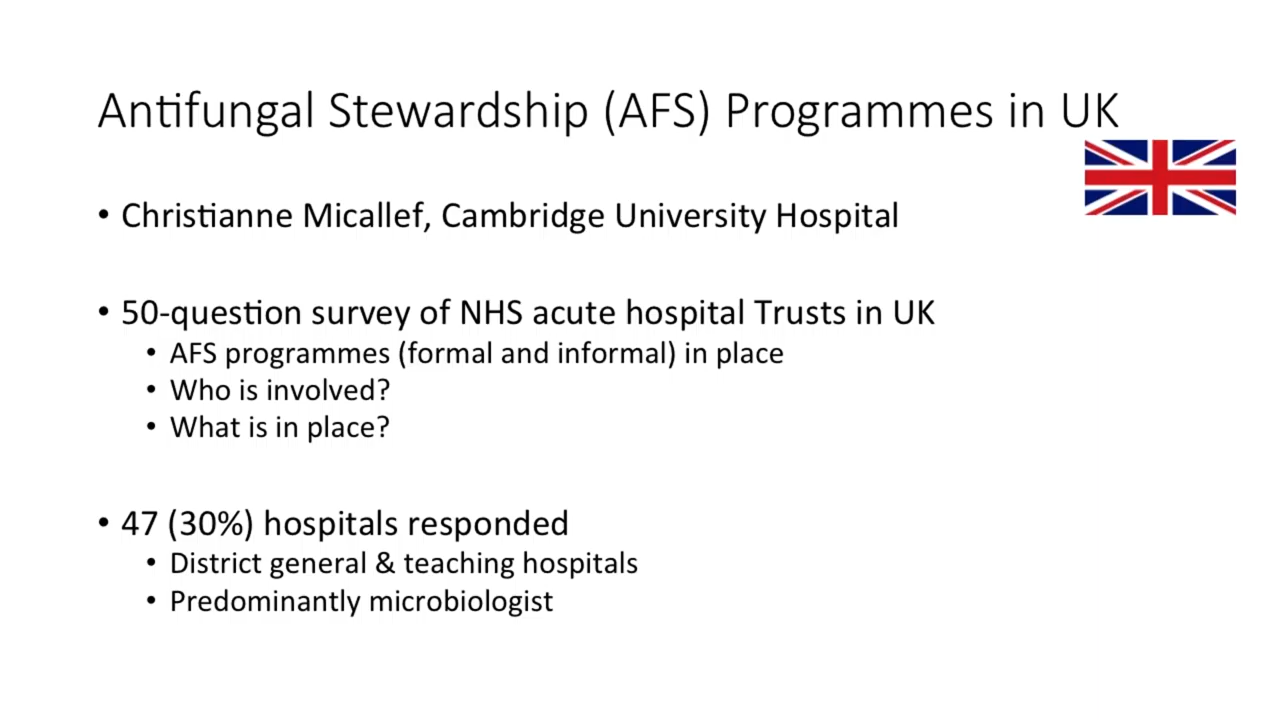 Antifungal Stewardship (AFS) Programmes in UK
• Christianne Micallef, Cambridge University Hospital
• 50-question survey of NHS acute hospital Trusts in UK
• AFS programmes (formal and informal) in place
• Who is involved?
• What is in place?
• 47 (30%) hospitals responded
• District general & teaching hospitals
• Predominantly microbiologist